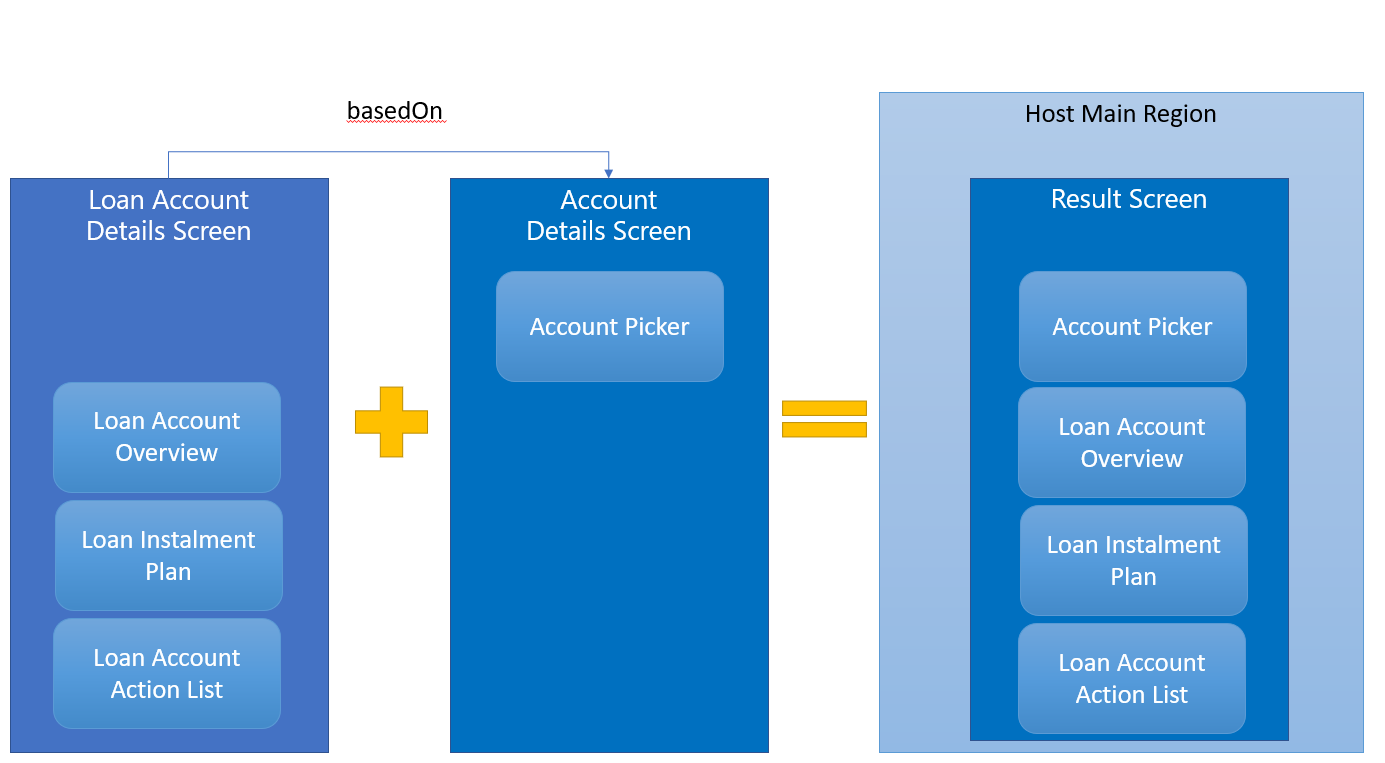 basedOn
Host Main Region
Loan Account
Details Screen
Loan Account
Overview
Loan Instalment
Plan
Loan Account
Action List
Account
Details Screen
Account Picker
Result Screen
Account Picker
Loan Account
Overview
Loan Instalment
Plan
Loan Account
Action List